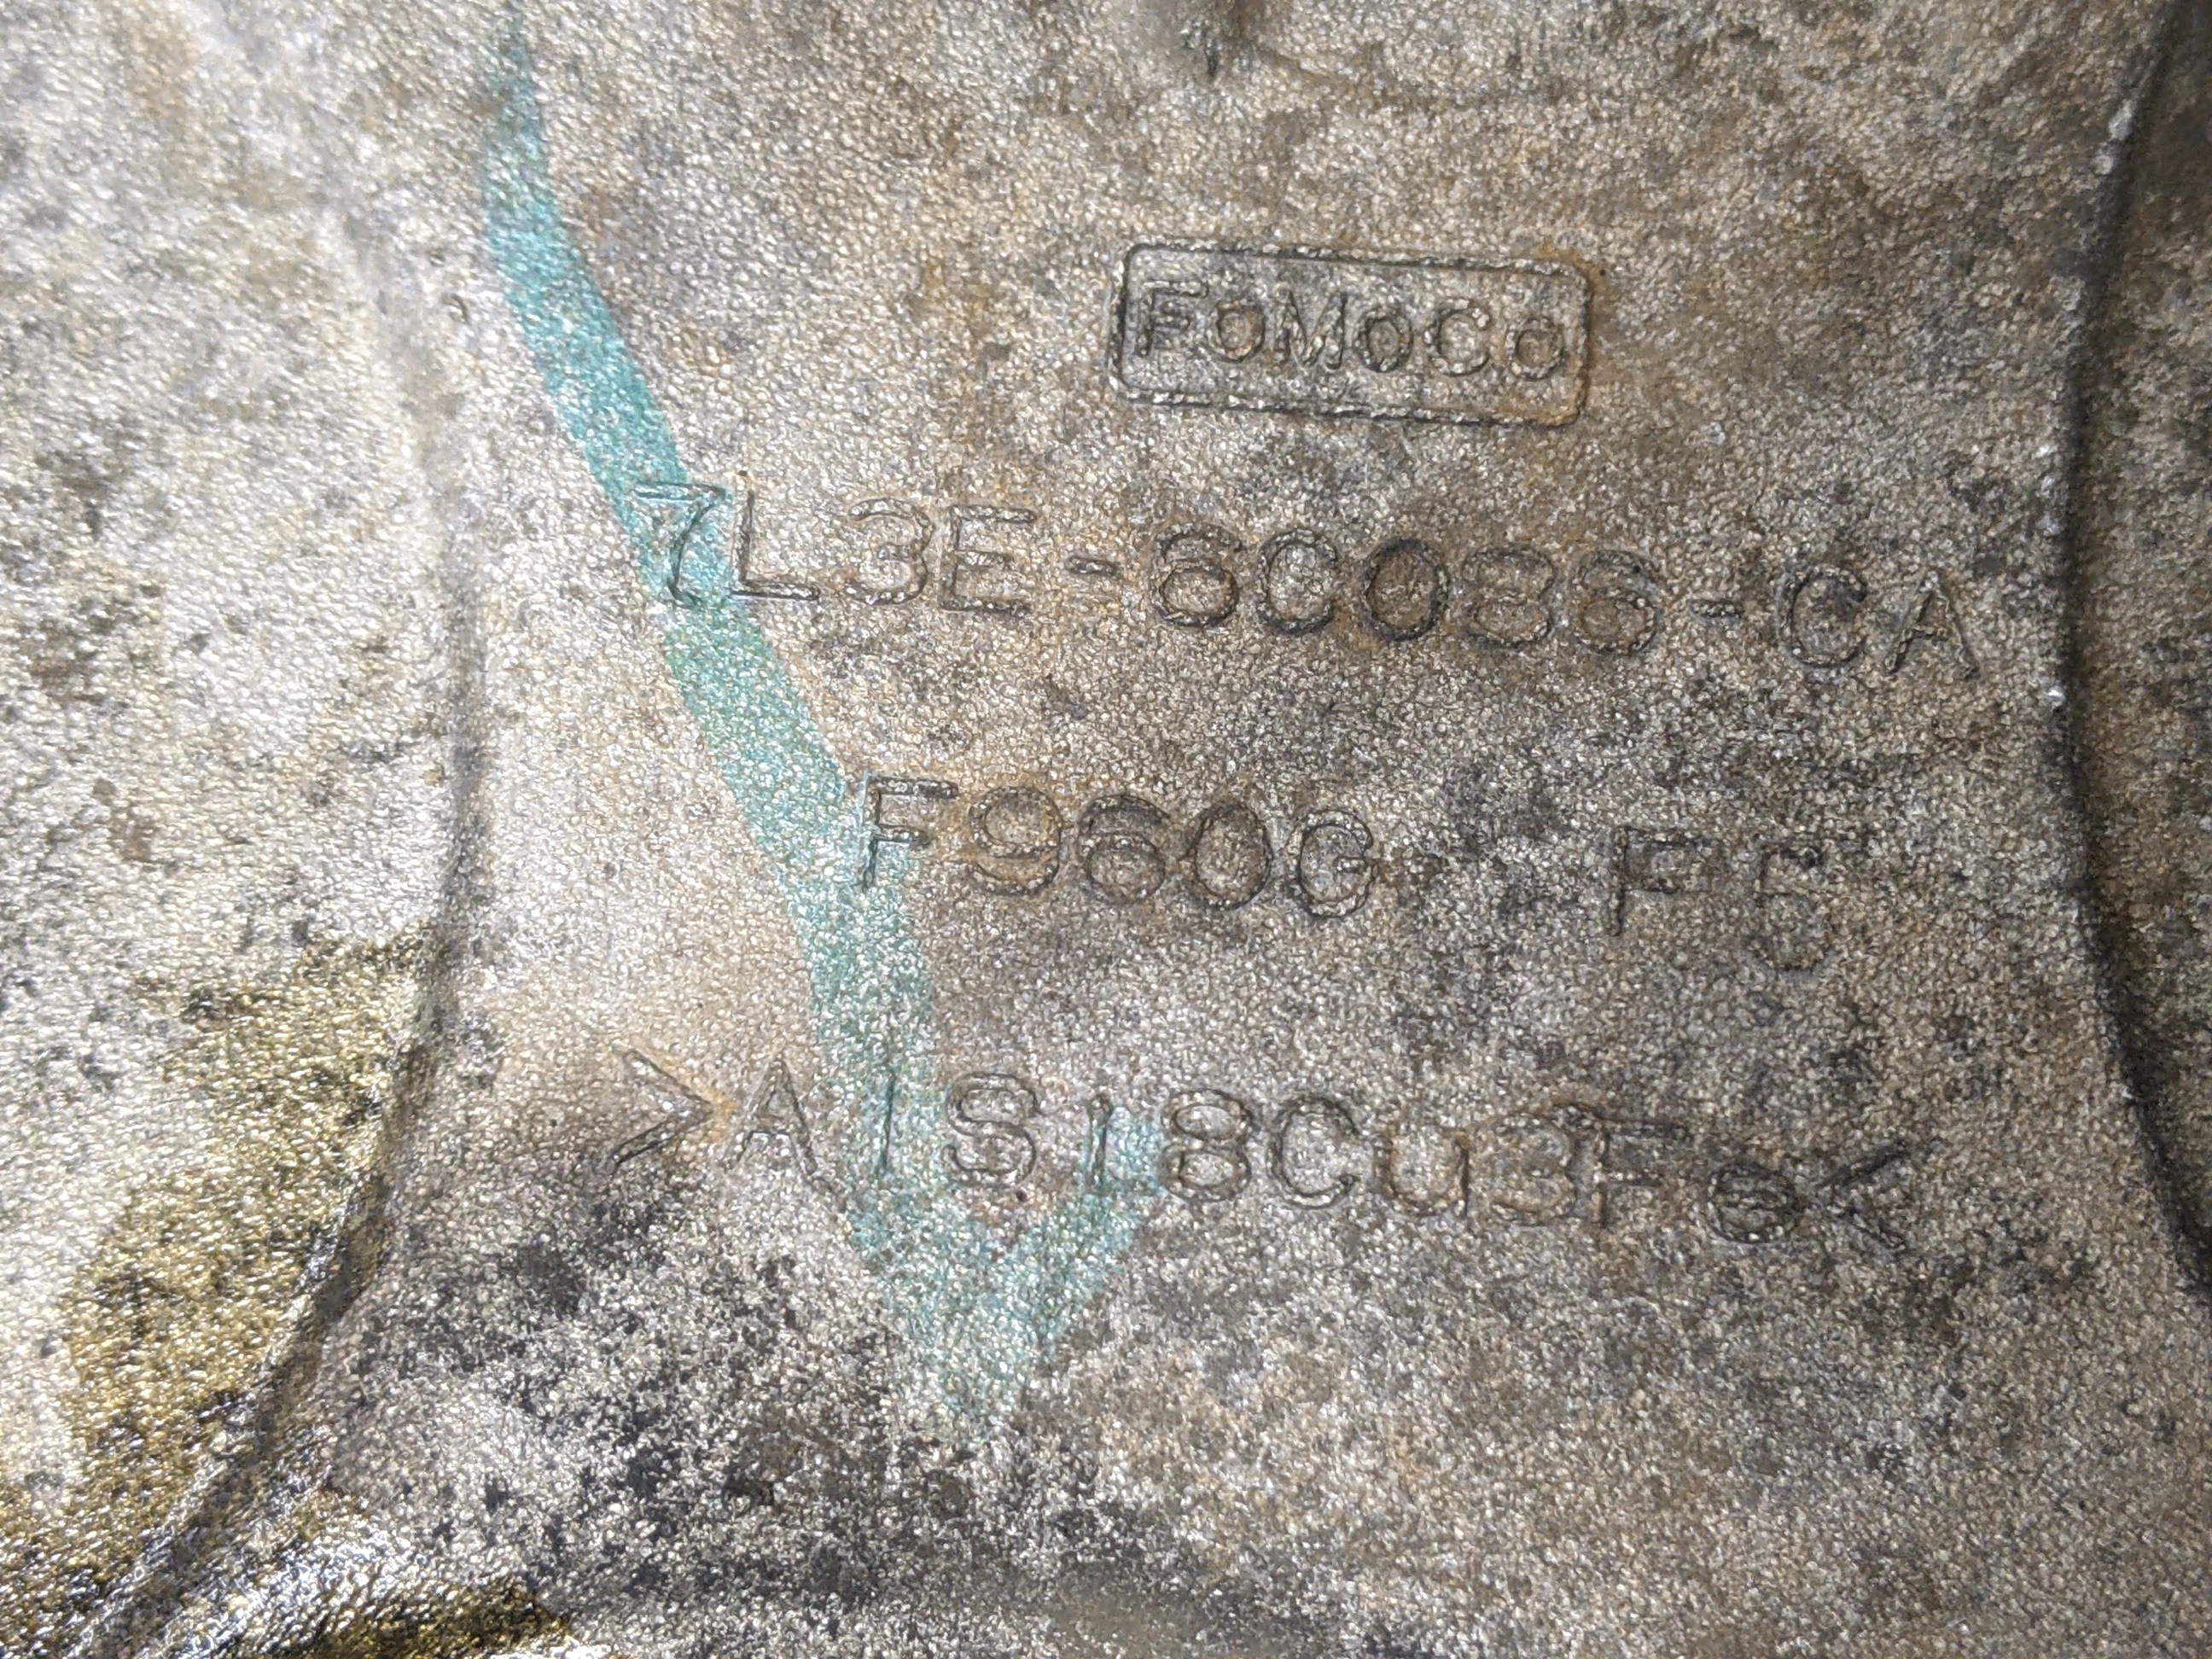 FoMoCo
7L3E-6C086-CA
F960G F5
>AlSi8Cu3Fe<